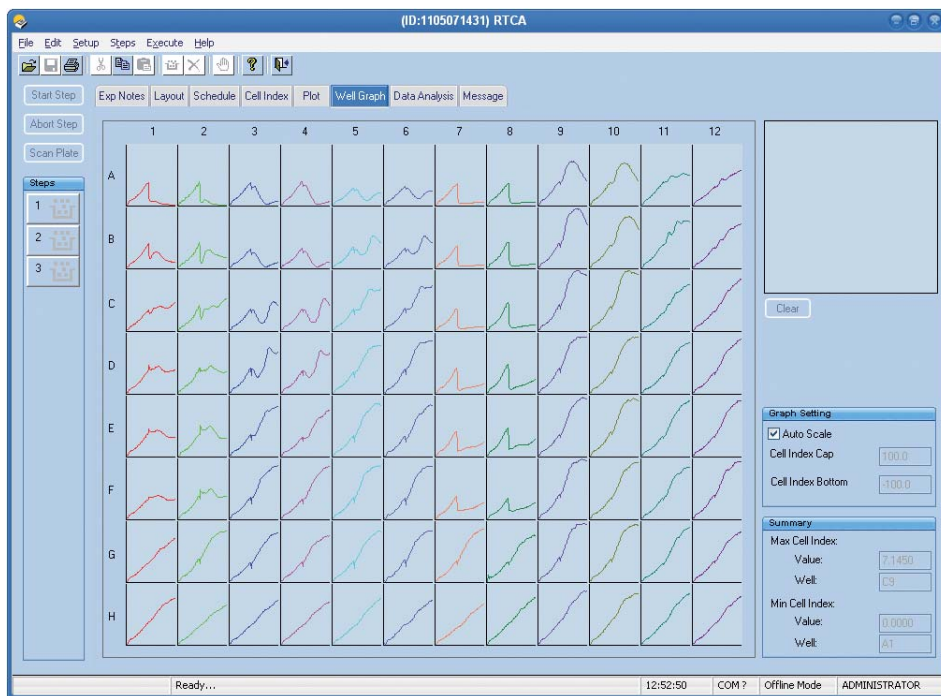 (ID:1105071431) RTCA
File Edit Setup Steps Execute Help
Start Step
Abort Step
Scan Plate
Exp Notes Layout Schedule Cell Index Plot Well Graph Data Analysis Message
Steps
1
2
3
1 2 3 4 5 6 7 8 9 10 11 12
A
B
C
D
E
F
G
H
Clear
Graph Setting
Auto Scale
Cell Index Cap 100.0
Cell Index Bottom -100.0
Summary
Max Cell Index:
Value: 7.1450
Well: C9
Min Cell Index:
Value: 0.0000
Well: A1
Ready... 12:52:50 COM ? Offline Mode ADMINISTRATOR